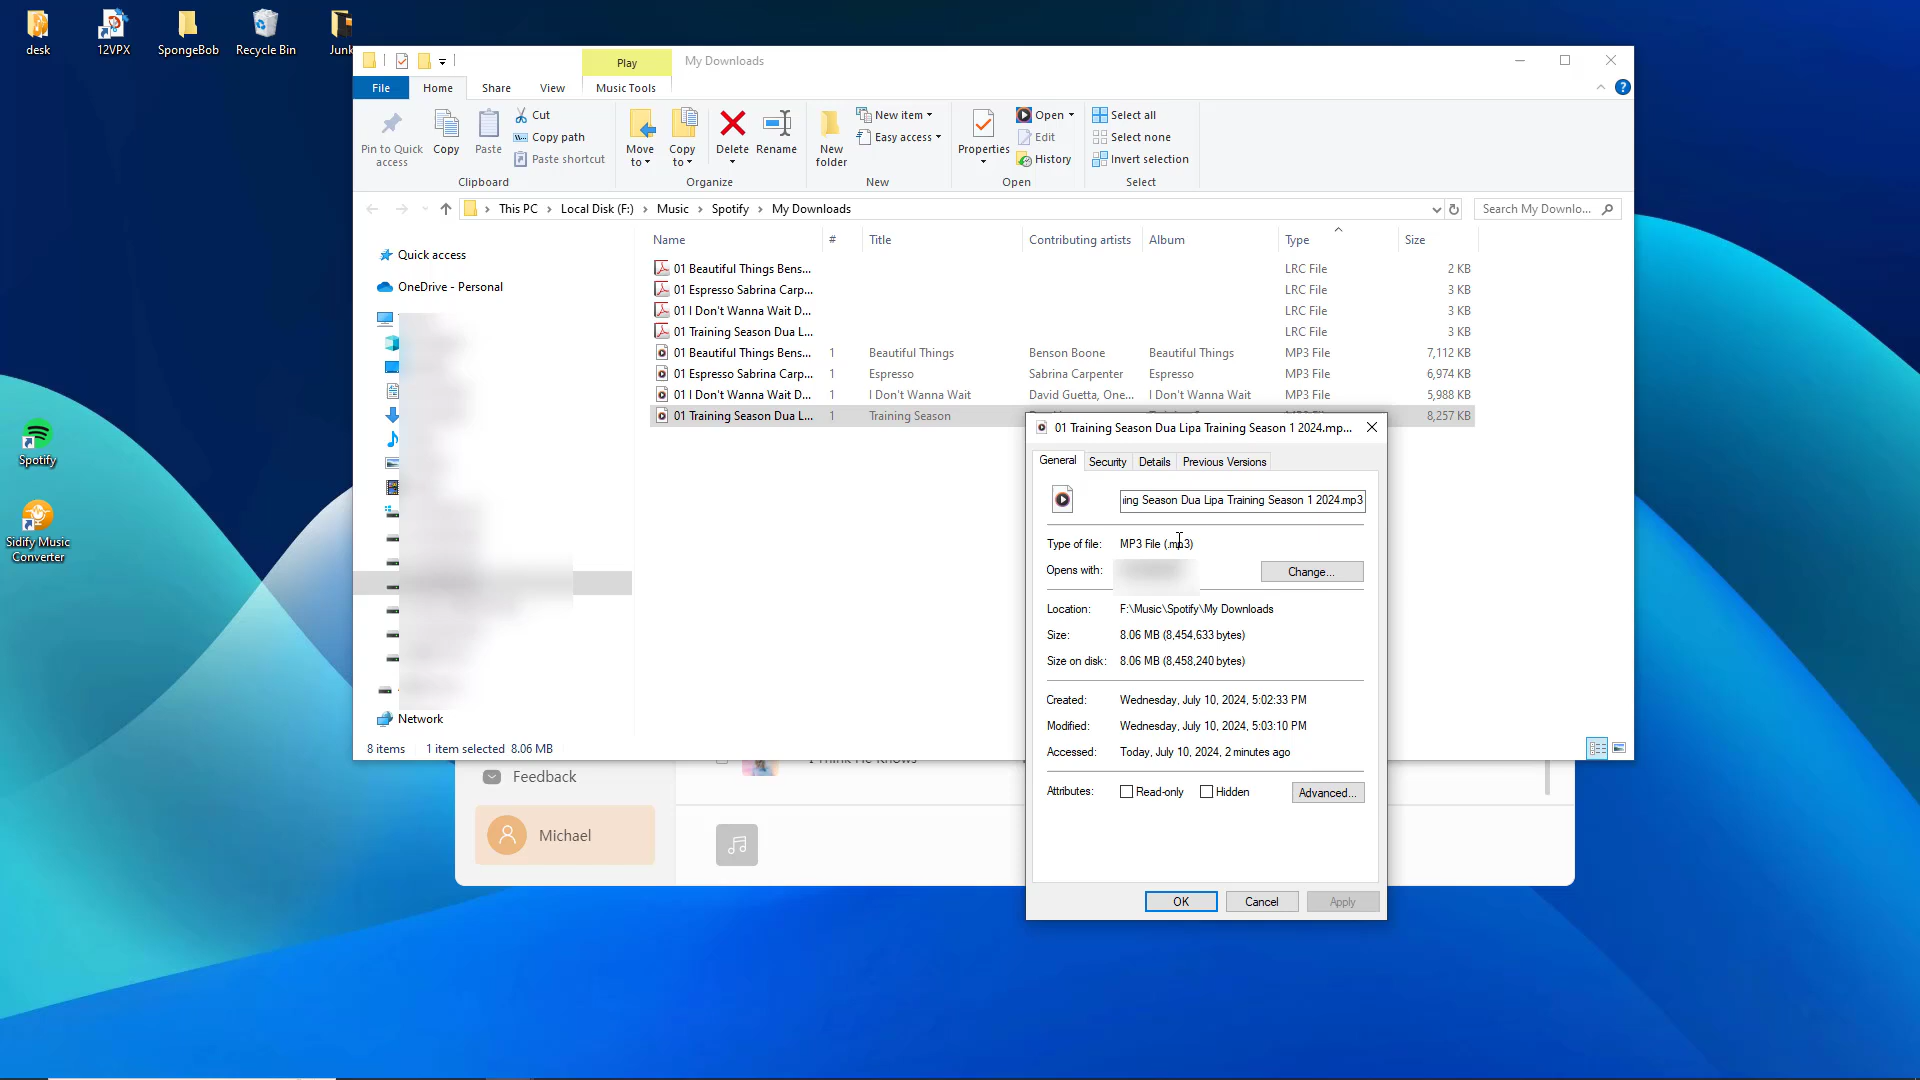 desk
12VPX
SpongeBob
Recycle Bin
Junk
Spotify
Sidify Music
Converter
Play
My Downloads
File
Home
Share
View
Music Tools
Pin to Quick
access
Copy
Paste
Cut
Copy path
Paste shortcut
Clipboard
Move
to
Copy
to
Delete
Rename
Organize
New
folder
New item
Easy access
New
Properties
Open
Edit
History
Open
Select all
Select none
Invert selection
Select
This PC > Local Disk (F:) > Music > Spotify > My Downloads
Search My Downlo...
Quick access
OneDrive - Personal
Network
Name # Title Contributing artists Album Type Size
01 Beautiful Things Bens... LRC File 2 KB
01 Espresso Sabrina Carp... LRC File 3 KB
01 I Don't Wanna Wait D... LRC File 3 KB
01 Training Season Dua L... LRC File 3 KB
01 Beautiful Things Bens... 1 Beautiful Things Benson Boone Beautiful Things MP3 File 7,112 KB
01 Espresso Sabrina Carp... 1 Espresso Sabrina Carpenter Espresso MP3 File 6,974 KB
01 I Don't Wanna Wait D... 1 I Don't Wanna Wait David Guetta, One... I Don't Wanna Wait MP3 File 5,988 KB
01 Training Season Dua L... 1 Training Season 8,257 KB
8 items 1 item selected 8.06 MB
01 Training Season Dua Lipa Training Season 1 2024.mp...
General Security Details Previous Versions
ing Season Dua Lipa Training Season 1 2024.mp3
Type of file: MP3 File (.mp3)
Opens with:
Change...
Location: F:\Music\Spotify\My Downloads
Size: 8.06 MB (8,454,633 bytes)
Size on disk: 8.06 MB (8,458,240 bytes)
Created: Wednesday, July 10, 2024, 5:02:33 PM
Modified: Wednesday, July 10, 2024, 5:03:10 PM
Accessed: Today, July 10, 2024, 2 minutes ago
Attributes: Read-only Hidden Advanced...
OK Cancel Apply
Feedback
Michael